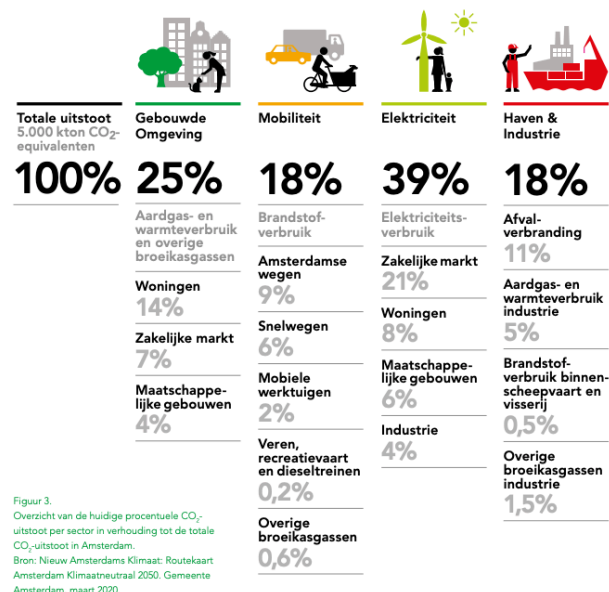 Totale uitstoot
5.000 kton CO₂-
equivalenten
100%
Gebouwde
Omgeving
25%
Aardgas- en
warmteverbruik
en overige
broeikasgassen
Woningen
14%
Zakelijke markt
7%
Maatschappe-
lijke gebouwen
4%
Mobiliteit
18%
Brandstof-
verbruik
Amsterdamse
wegen
9%
Snelwegen
6%
Mobiele
werktuigen
2%
Veren,
recreatievaart
en dieseltreinen
0,2%
Overige
broeikasgassen
0,6%
Elektriciteit
39%
Elektriciteits-
verbruik
Zakelijke markt
21%
Woningen
8%
Maatschappe-
lijke gebouwen
6%
Industrie
4%
Haven &
Industrie
18%
Afval-
verbranding
11%
Aardgas- en
warmteverbruik
industrie
5%
Brandstof-
verbruik binnen-
scheepvaart en
visserij
0,5%
Overige
broeikasgassen
industrie
1,5%
Figuur 3.
Overzicht van de huidige procentuele CO₂-
uitstoot per sector in verhouding tot de totale
CO₂-uitstoot in Amsterdam.
Bron: Nieuw Amsterdams Klimaat: Routekaart
Amsterdam Klimaatneutraal 2050. Gemeente
Amsterdam, maart 2020